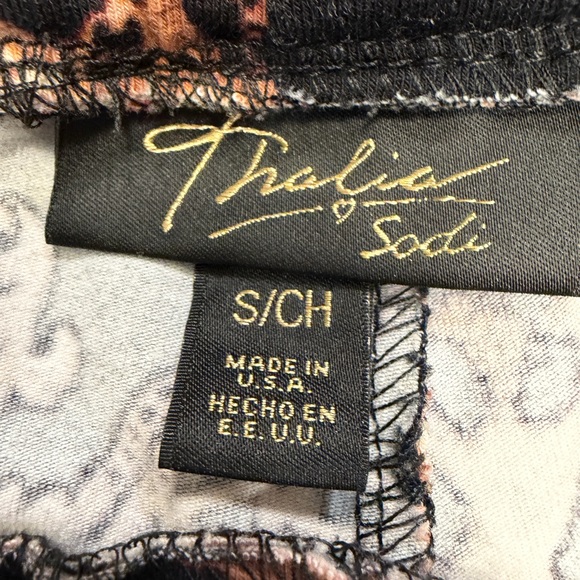 Thalia
Sodi
S/CH
MADE IN
U.S.A.
HECHO EN
E.E.U.U.